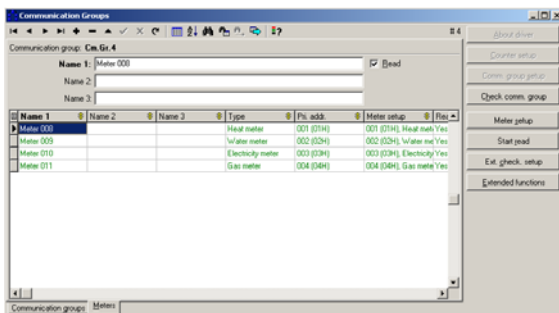 Communication Groups
# 4
Communication group: Cm.Gr.4
Name 1: Meter 008
Read
Name 2:
Name 3:
Name 1 Name 2 Name 3 Type Pri. addr. Meter setup
Meter 008 Heat meter 001 (01H) 001 (01H), Heat met Yes
Meter 009 Water meter 002 (02H) 002 (02H), Water me Yes
Meter 010 Electricity meter 003 (03H) 003 (03H), Electricity Yes
Meter 011 Gas meter 004 (04H) 004 (04H), Gas mete Yes
Communication groups Meters
About driver
Counter setup
Comm. group setup
Check comm. group
Meter setup
Start read
Ext. check. setup
Extended functions